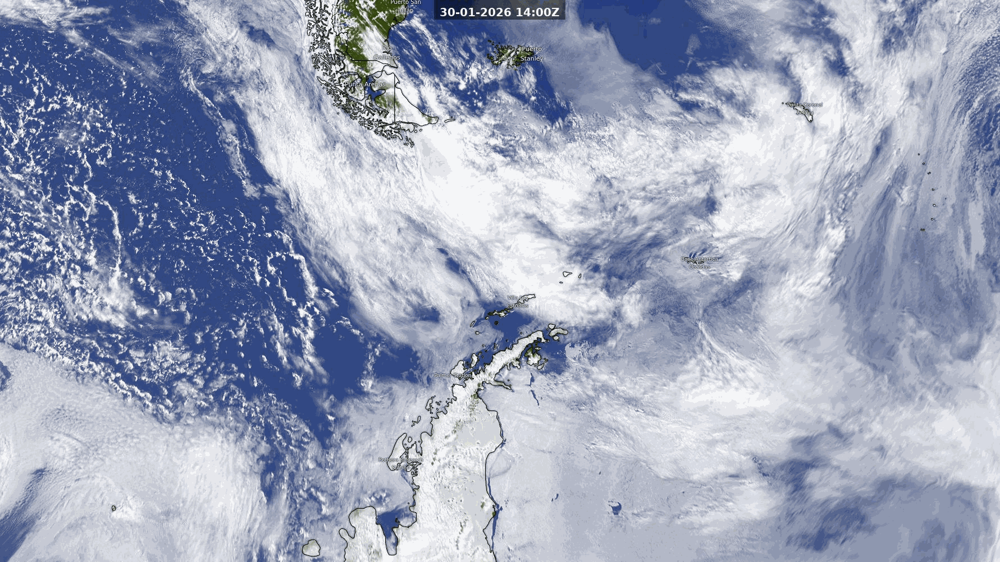 Puerto San
Julián
30-01-2026 14:00Z
Río
Gallegos
Puerto
Stanley
Punta Arenas
Punta Coronel
Zelaya
Base Antártica
Orcadas
Villa Las
Estrellas
Palmer Station
Rothera Research
Station